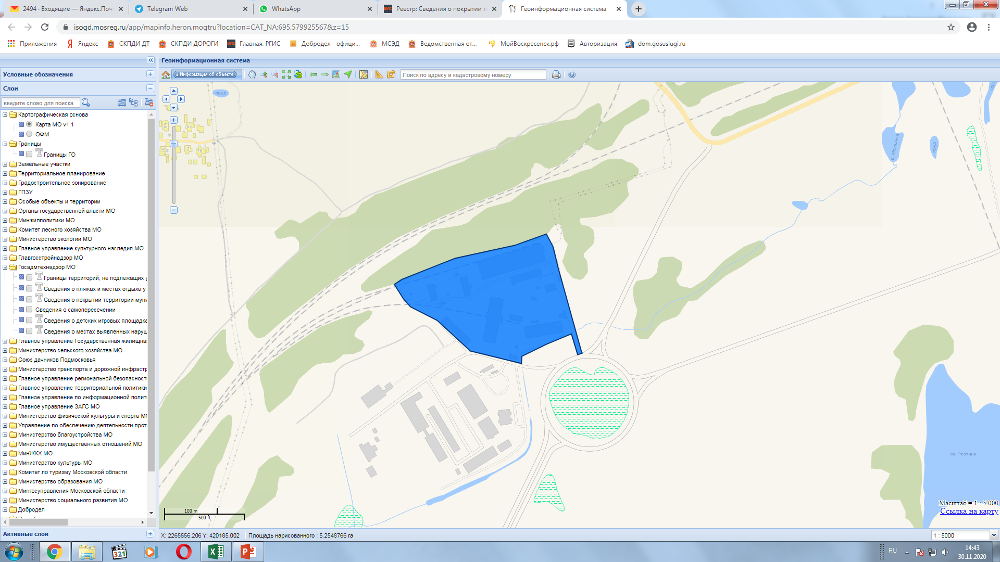 2494 · Входящие — Яндекс.Поч
Telegram Web
WhatsApp
Реестр: Сведения о покрытии т
Геоинформационная система
isogd.mosreg.ru/app/mapinfo.heron.mogtru?location=CAT_NA:695,579925567&z=15
Приложения
Яндекс
СКПДИ ДТ
СКПДИ ДОРОГИ
Главная. РГИС
Добродел - офици...
МСЭД
Ведомственная от...
МойВоскресенск.рф
Авторизация
dom.gosuslugi.ru
Геоинформационная система
Условные обозначения
Информация об объекте
Поиск по адресу и кадастровому номеру
Слои
введите слово для поиска
Картографическая основа
Карта МО v1.1
ОФМ
Границы
Границы ГО
Земельные участки
Территориальное планирование
Градостроительное зонирование
ГПЗУ
Особые объекты и территории
Органы государственной власти МО
Минжилполитики МО
Комитет лесного хозяйства МО
Министерство экологии МО
Главное управление культурного наследия МО
Главгосстройнадзор МО
Госадмтехнадзор МО
Границы территорий, не подлежащих у
Сведения о пляжах и местах отдыха у
Сведения о покрытии территории муни
Сведения о самопересечении
Сведения о детских игровых площадка
Сведения о местах выявленных наруш
Главное управление Государственная жилищна
Министерство сельского хозяйства МО
Союз дачников Подмосковья
Министерство транспорта и дорожной инфрастр
Главное управление региональной безопасност
Главное управление территориальной политики
Главное управление по информационной полит
Главное управление ЗАГС МО
Министерство физической культуры и спорта МО
Управление по обеспечению деятельности прот
Министерство благоустройства МО
Министерство имущественных отношений МО
МинЖКХ МО
Министерство культуры МО
Комитет по туризму Московской области
Министерство образования МО
Мингосуправления Московской области
Министерство социального развития МО
Добродел
Активные слои
пруд
59
63
70
74
76
р. Молчанка
пруд
пруд
оз. Плотина
100 m
500 ft
Масштаб = 1 : 5 000
Ссылка на карту
X: 2265556.206 Y: 420185.002
Площадь нарисованного : 5.2548766 га
1 : 5000
321
RU
14:43
30.11.2020